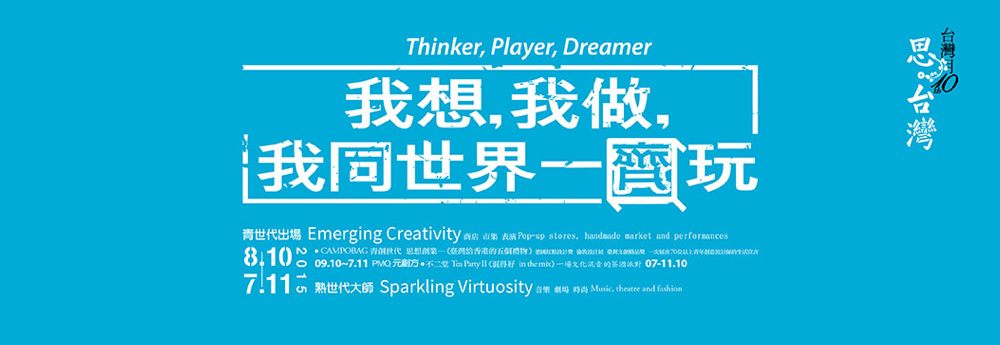 Thinker, Player, Dreamer
我想,我做,
我同世界一齊玩
台灣月10th
思。台灣
青世代出場 Emerging Creativity 商店 市集 表演 Pop-up stores, handmade market and performances
8.10
7.11
2015
• CAMPOBAG 青創世代 思想創業—《臺灣給香港的五個禮物》
09.10~7.11 PMQ 元創方 • 不二堂 Tea Party II《混得好 in the mix》一場文化混音的茶酒派對 07-11.10
熟世代大師 Sparkling Virtuosity 音樂 劇場 時尚 Music, theatre and fashion